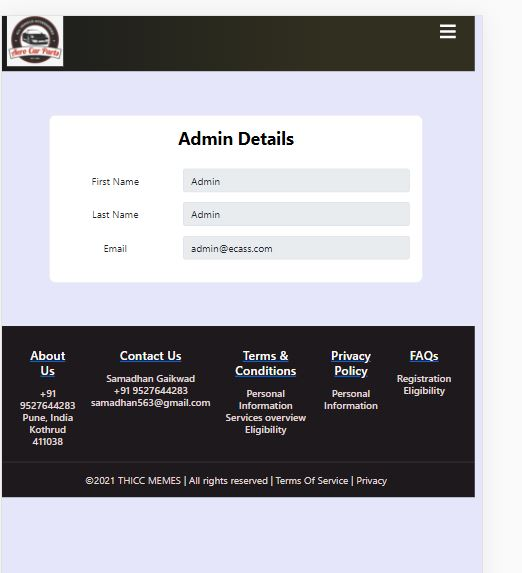 Aero Car Parts
Admin Details
First Name
Admin
Last Name
Admin
Email
admin@ecass.com
About
Us
+91
9527644283
Pune, India
Kothrud
411038
Contact Us
Samadhan Gaikwad
+91 9527644283
samadhan563@gmail.com
Terms &
Conditions
Personal
Information
Services overview
Eligibility
Privacy
Policy
Personal
Information
FAQs
Registration
Eligibility
©2021 THICC MEMES | All rights reserved | Terms Of Service | Privacy